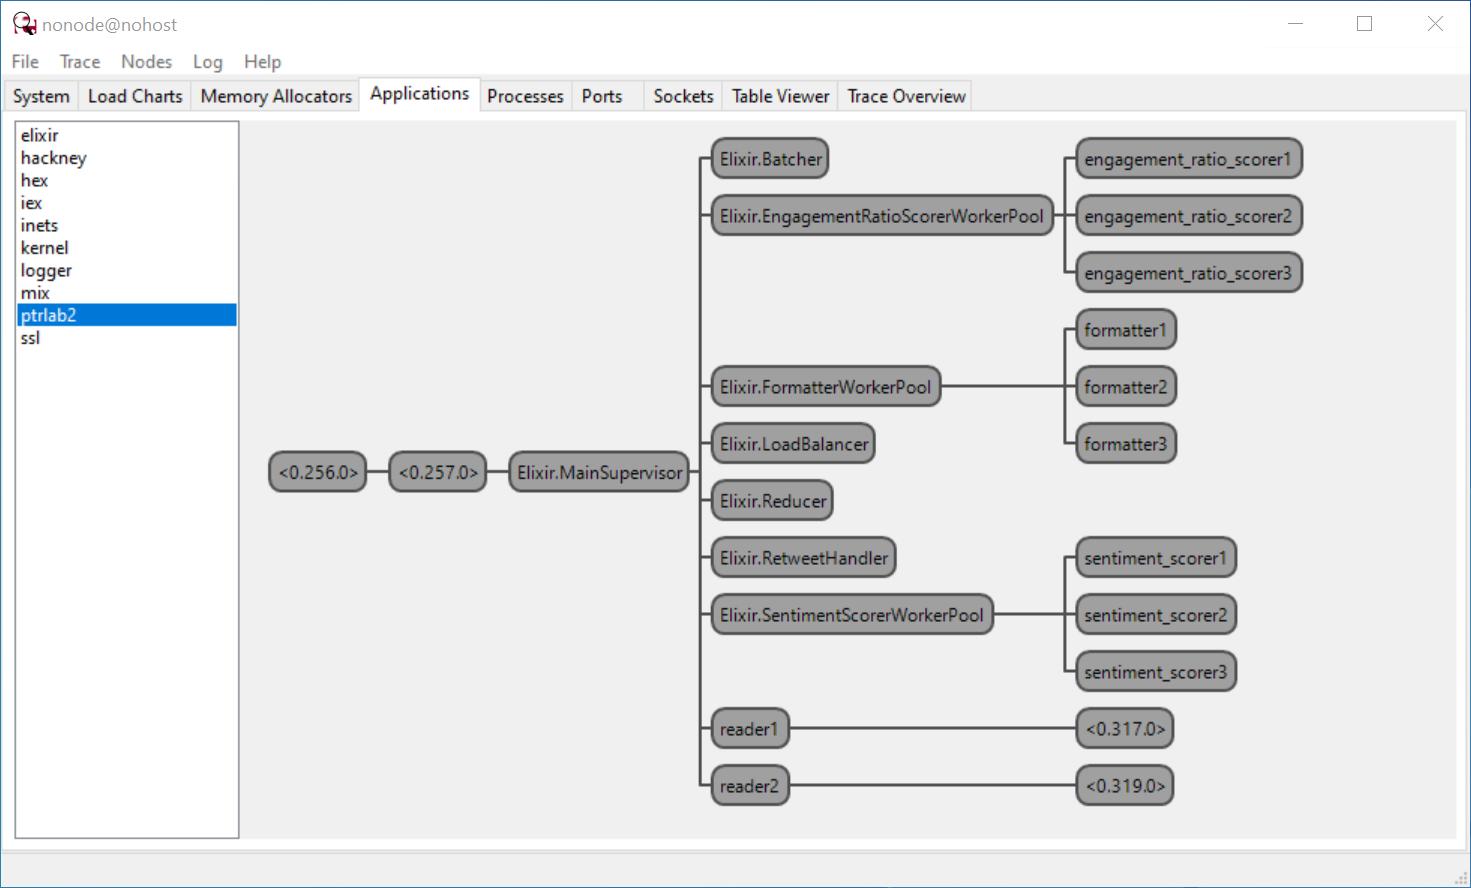 nonode@nohost
File Trace Nodes Log Help
System Load Charts Memory Allocators Applications Processes Ports Sockets Table Viewer Trace Overview
elixir
hackney
hex
iex
inets
kernel
logger
mix
ptrlab2
ssl
<0.256.0>
<0.257.0>
Elixir.MainSupervisor
Elixir.Batcher
Elixir.EngagementRatioScorerWorkerPool
Elixir.FormatterWorkerPool
Elixir.LoadBalancer
Elixir.Reducer
Elixir.RetweetHandler
Elixir.SentimentScorerWorkerPool
reader1
reader2
engagement_ratio_scorer1
engagement_ratio_scorer2
engagement_ratio_scorer3
formatter1
formatter2
formatter3
sentiment_scorer1
sentiment_scorer2
sentiment_scorer3
<0.317.0>
<0.319.0>